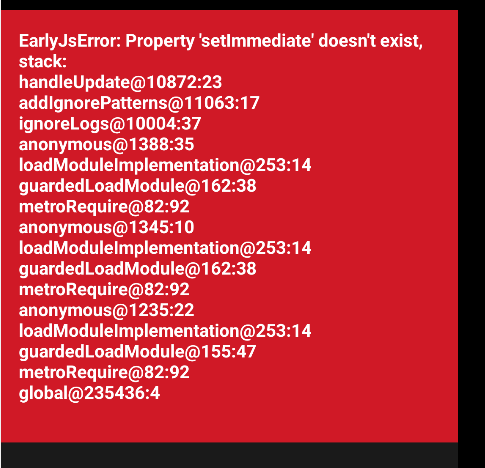 EarlyJsError: Property 'setImmediate' doesn't exist,
stack:
handleUpdate@10872:23
addIgnorePatterns@11063:17
ignoreLogs@10004:37
anonymous@1388:35
loadModuleImplementation@253:14
guardedLoadModule@162:38
metroRequire@82:92
anonymous@1345:10
loadModuleImplementation@253:14
guardedLoadModule@162:38
metroRequire@82:92
anonymous@1235:22
loadModuleImplementation@253:14
guardedLoadModule@155:47
metroRequire@82:92
global@235436:4